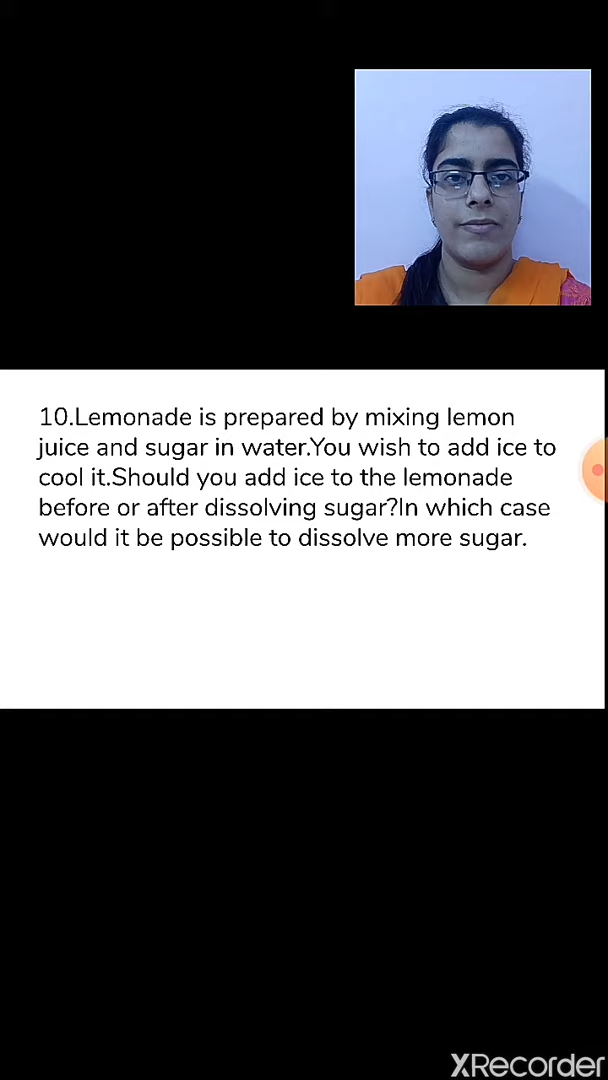 10.Lemonade is prepared by mixing lemon
juice and sugar in water.You wish to add ice to
cool it.Should you add ice to the lemonade
before or after dissolving sugar?In which case
would it be possible to dissolve more sugar.
XRecorder